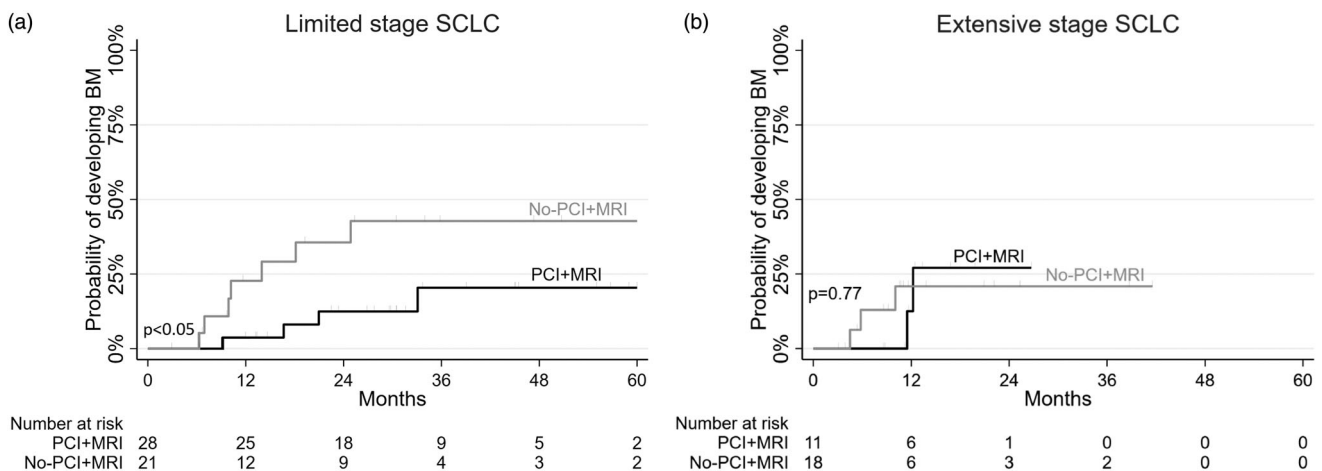 (a)
Limited stage SCLC
Probability of developing BM
100%
75%
50%
25%
0%
No-PCI+MRI
PCI+MRI
p<0.05
0 12 24 36 48 60
Months
Number at risk
PCI+MRI 28 25 18 9 5 2
No-PCI+MRI 21 12 9 4 3 2
(b)
Extensive stage SCLC
Probability of developing BM
100%
75%
50%
25%
0%
PCI+MRI
No-PCI+MRI
p=0.77
0 12 24 36 48 60
Months
Number at risk
PCI+MRI 11 6 1 0 0 0
No-PCI+MRI 18 6 3 2 0 0